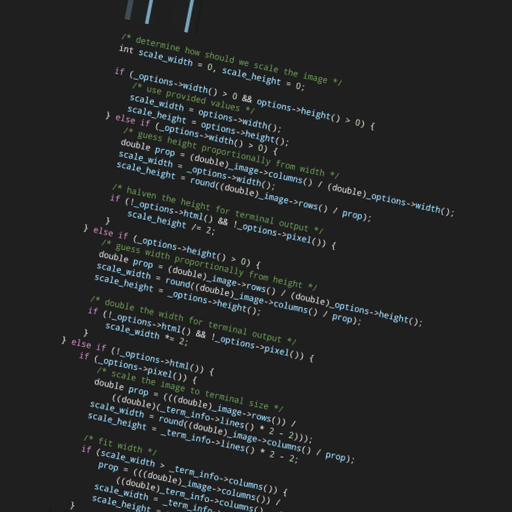 /* determine how should we scale the image */
int scale_width = 0, scale_height = 0;
if (_options->width() > 0 && options->height() > 0) {
/* use provided values */
scale_width = options->width();
scale_height = options->height();
} else if (_options->width() > 0) {
/* guess height proportionally from width */
double prop = (double)_image->columns() / (double)_options->width();
scale_width = _options->width();
scale_height = round((double)_image->rows() / prop);
/* halven the height for terminal output */
if (!_options->html() && !_options->pixel()) {
scale_height /= 2;
}
} else if (_options->height() > 0) {
/* guess width proportionally from height */
double prop = (double)_image->rows() / (double)_options->height();
scale_width = round((double)_image->columns() / prop);
scale_height = _options->height();
/* double the width for terminal output */
if (!_options->html() && !_options->pixel()) {
scale_width *= 2;
}
} else if (!_options->html()) {
if (_options->pixel()) {
/* scale the image to terminal size */
double prop = (((double)_image->rows()) /
((double)(_term_info->lines() * 2 - 2)));
scale_width = round((double)_image->columns() / prop);
scale_height = _term_info->lines() * 2 - 2;
/* fit width */
if (scale_width > _term_info->columns()) {
prop = (((double)_image->columns()) /
((double)_term_info->columns()));
scale_width = _term_info->columns();
scale_height =
}